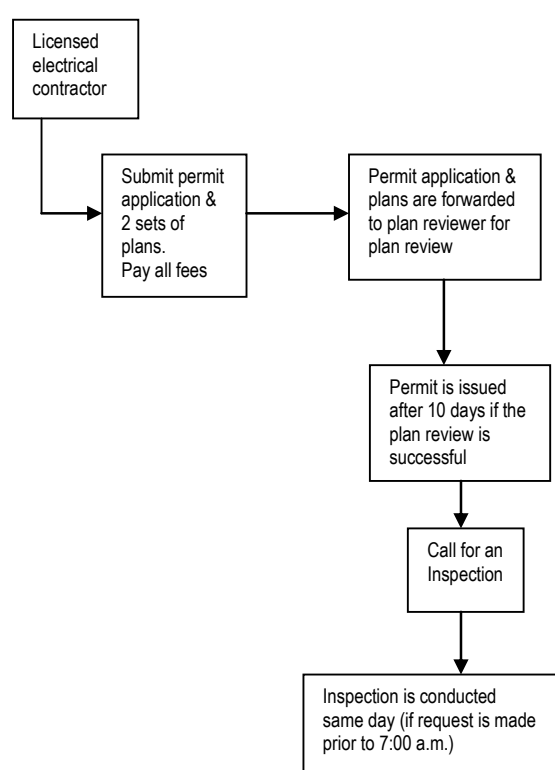 Licensed
electrical
contractor
Submit permit
application &
2 sets of
plans.
Pay all fees
Permit application &
plans are forwarded
to plan reviewer for
plan review
Permit is issued
after 10 days if the
plan review is
successful
Call for an
Inspection
Inspection is conducted
same day (if request is made
prior to 7:00 a.m.)